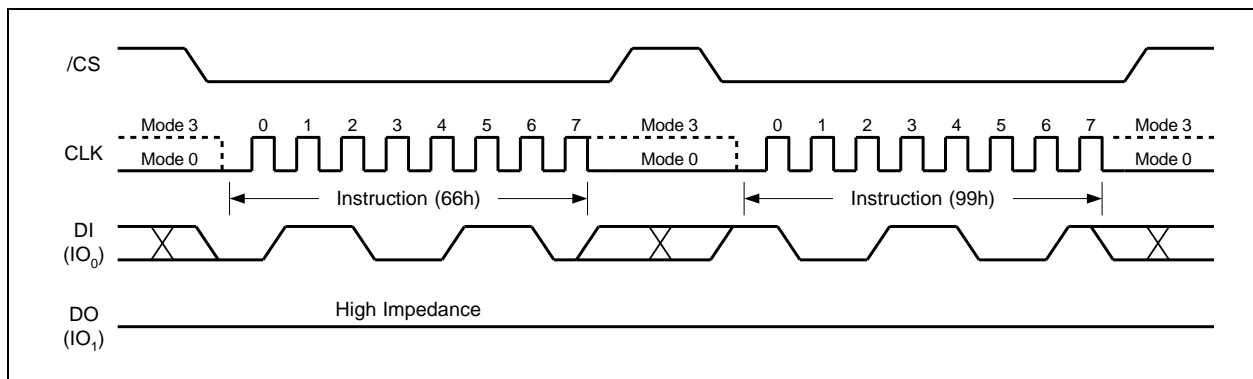 /CS
Mode 3 0 1 2 3 4 5 6 7 Mode 3 0 1 2 3 4 5 6 7 Mode 3
CLK Mode 0 Mode 0 Mode 0
Instruction (66h) Instruction (99h)
DI
(IO₀)
High Impedance
DO
(IO₁)